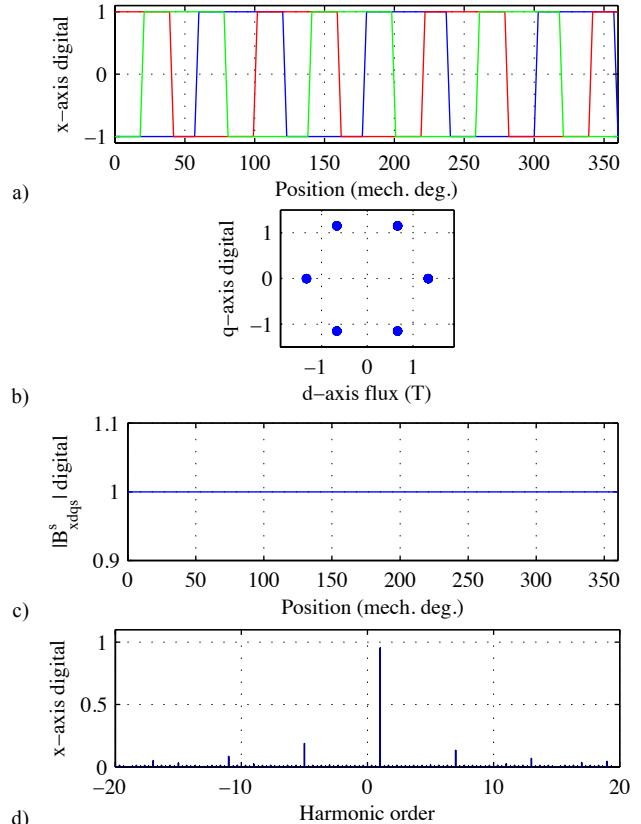 x−axis digital
1
0
−1
0 50 100 150 200 250 300 350
Position (mech. deg.)
a)
q−axis digital
1
0
−1
−1 0 1
d−axis flux (T)
b)
|B^s_xdqs| digital
1.1
1
0.9
0 50 100 150 200 250 300 350
Position (mech. deg.)
c)
x−axis digital
1
0.5
0
−20 −10 0 10 20
Harmonic order
d)